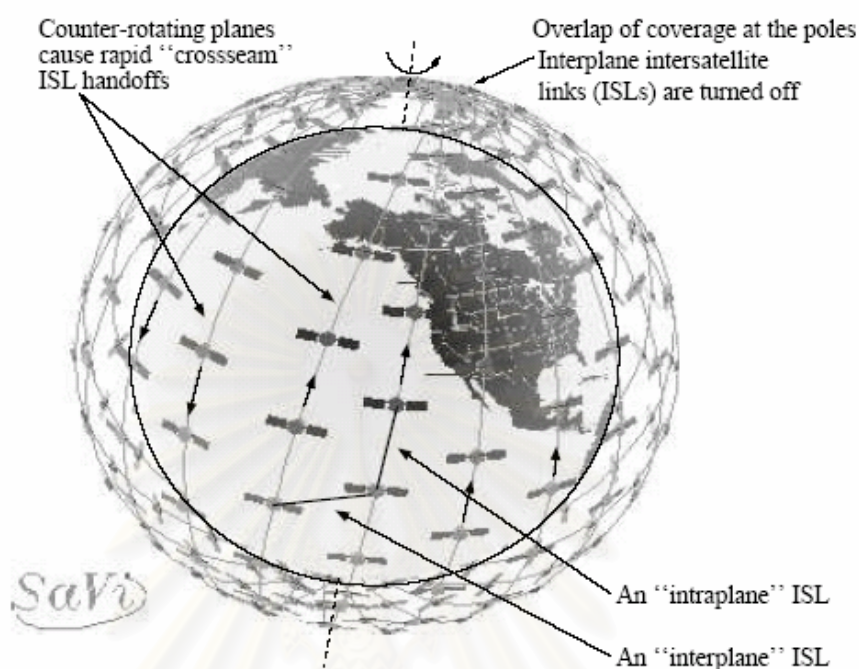 Counter-rotating planes
cause rapid ‘‘crossseam’’
ISL handoffs
Overlap of coverage at the poles
Interplane intersatellite
links (ISLs) are turned off
SaVi
An ‘‘intraplane’’ ISL
An ‘‘interplane’’ ISL